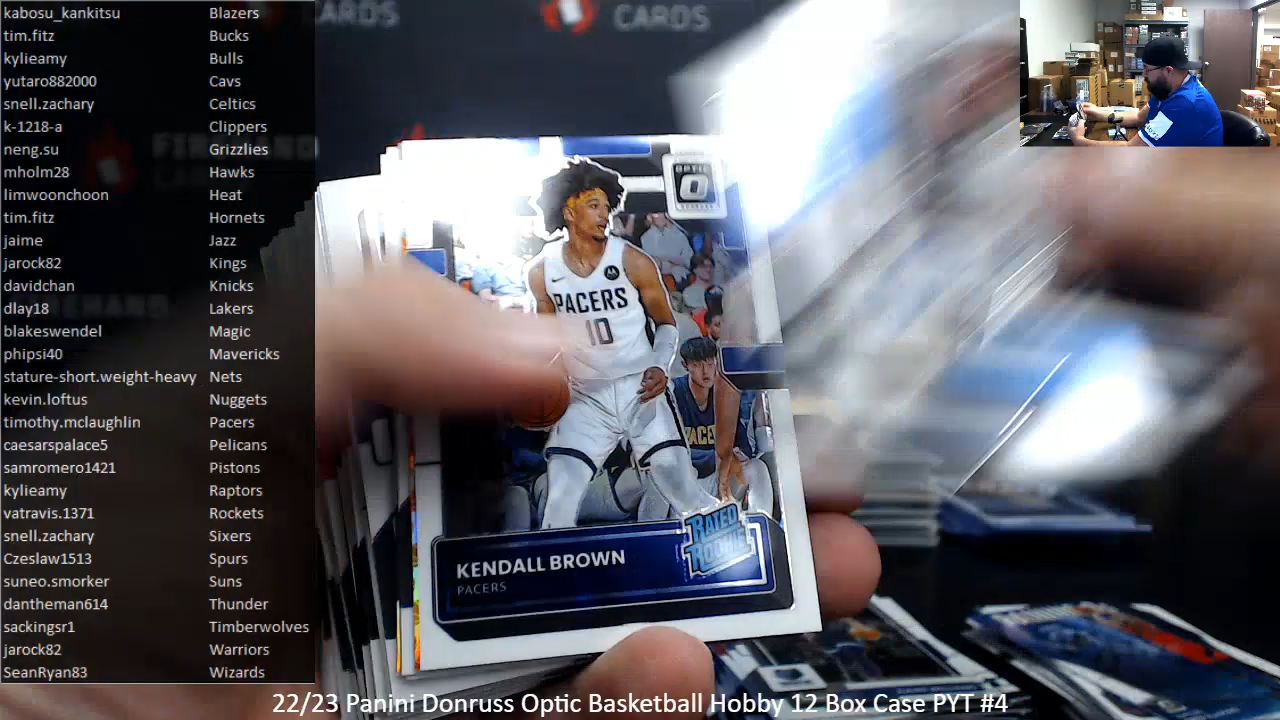 kabosu_kankitsu Blazers
tim.fitz Bucks
kylieamy Bulls
yutaro882000 Cavs
snell.zachary Celtics
k-1218-a Clippers
neng.su Grizzlies
mholm28 Hawks
limwoonchoon Heat
tim.fitz Hornets
jaime Jazz
jarock82 Kings
davidchan Knicks
dlay18 Lakers
blakeswendel Magic
phipsi40 Mavericks
stature-short.weight-heavy Nets
kevin.loftus Nuggets
timothy.mclaughlin Pacers
caesarspalace5 Pelicans
samromero1421 Pistons
kylieamy Raptors
vatravis.1371 Rockets
snell.zachary Sixers
Czeslaw1513 Spurs
suneo.smorker Suns
dantheman614 Thunder
sackingsr1 Timberwolves
jarock82 Warriors
SeanRyan83 Wizards
CARDS
CARDS
OPTIC
PACERS
10
RATED
ROOKIE
KENDALL BROWN
PACERS
22/23 Panini Donruss Optic Basketball Hobby 12 Box Case PYT #4